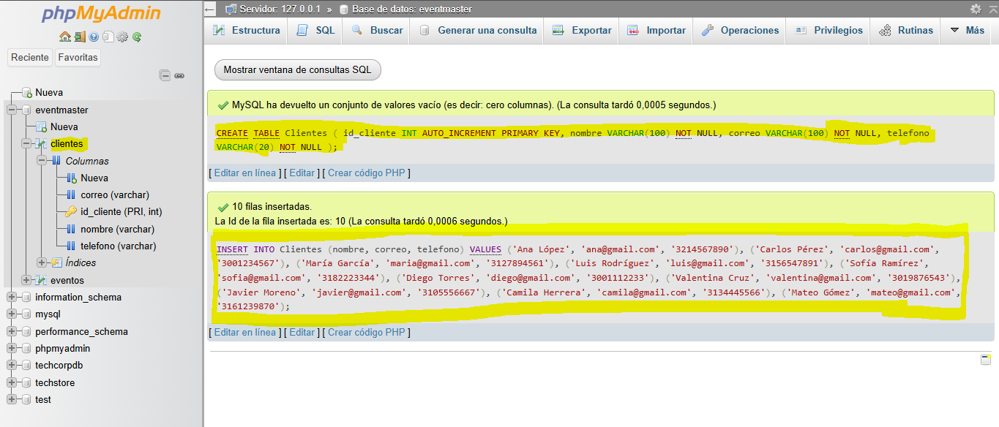 phpMyAdmin
Reciente Favoritas
Nueva
eventmaster
Nueva
clientes
Columnas
Nueva
correo (varchar)
id_cliente (PRI, int)
nombre (varchar)
telefono (varchar)
Índices
eventos
information_schema
mysql
performance_schema
phpmyadmin
techcorpdb
techstore
test
Servidor: 127.0.0.1 » Base de datos: eventmaster
Estructura SQL Buscar Generar una consulta Exportar Importar Operaciones Privilegios Rutinas Más
Mostrar ventana de consultas SQL
MySQL ha devuelto un conjunto de valores vacío (es decir: cero columnas). (La consulta tardó 0,0005 segundos.)
CREATE TABLE Clientes ( id_cliente INT AUTO_INCREMENT PRIMARY KEY, nombre VARCHAR(100) NOT NULL, correo VARCHAR(100) NOT NULL, telefono
VARCHAR(20) NOT NULL );
[ Editar en línea ] [ Editar ] [ Crear código PHP ]
10 filas insertadas.
La Id de la fila insertada es: 10 (La consulta tardó 0,0006 segundos.)
INSERT INTO Clientes (nombre, correo, telefono) VALUES ('Ana López', 'ana@gmail.com', '3214567890'), ('Carlos Pérez', 'carlos@gmail.com',
'3001234567'), ('María García', 'maria@gmail.com', '3127894561'), ('Luis Rodríguez', 'luis@gmail.com', '3156547891'), ('Sofía Ramírez',
'sofia@gmail.com', '3182223344'), ('Diego Torres', 'diego@gmail.com', '3001112233'), ('Valentina Cruz', 'valentina@gmail.com', '3019876543'),
('Javier Moreno', 'javier@gmail.com', '3105556667'), ('Camila Herrera', 'camila@gmail.com', '3134445566'), ('Mateo Gómez', 'mateo@gmail.com',
'3161239870');
[ Editar en línea ] [ Editar ] [ Crear código PHP ]